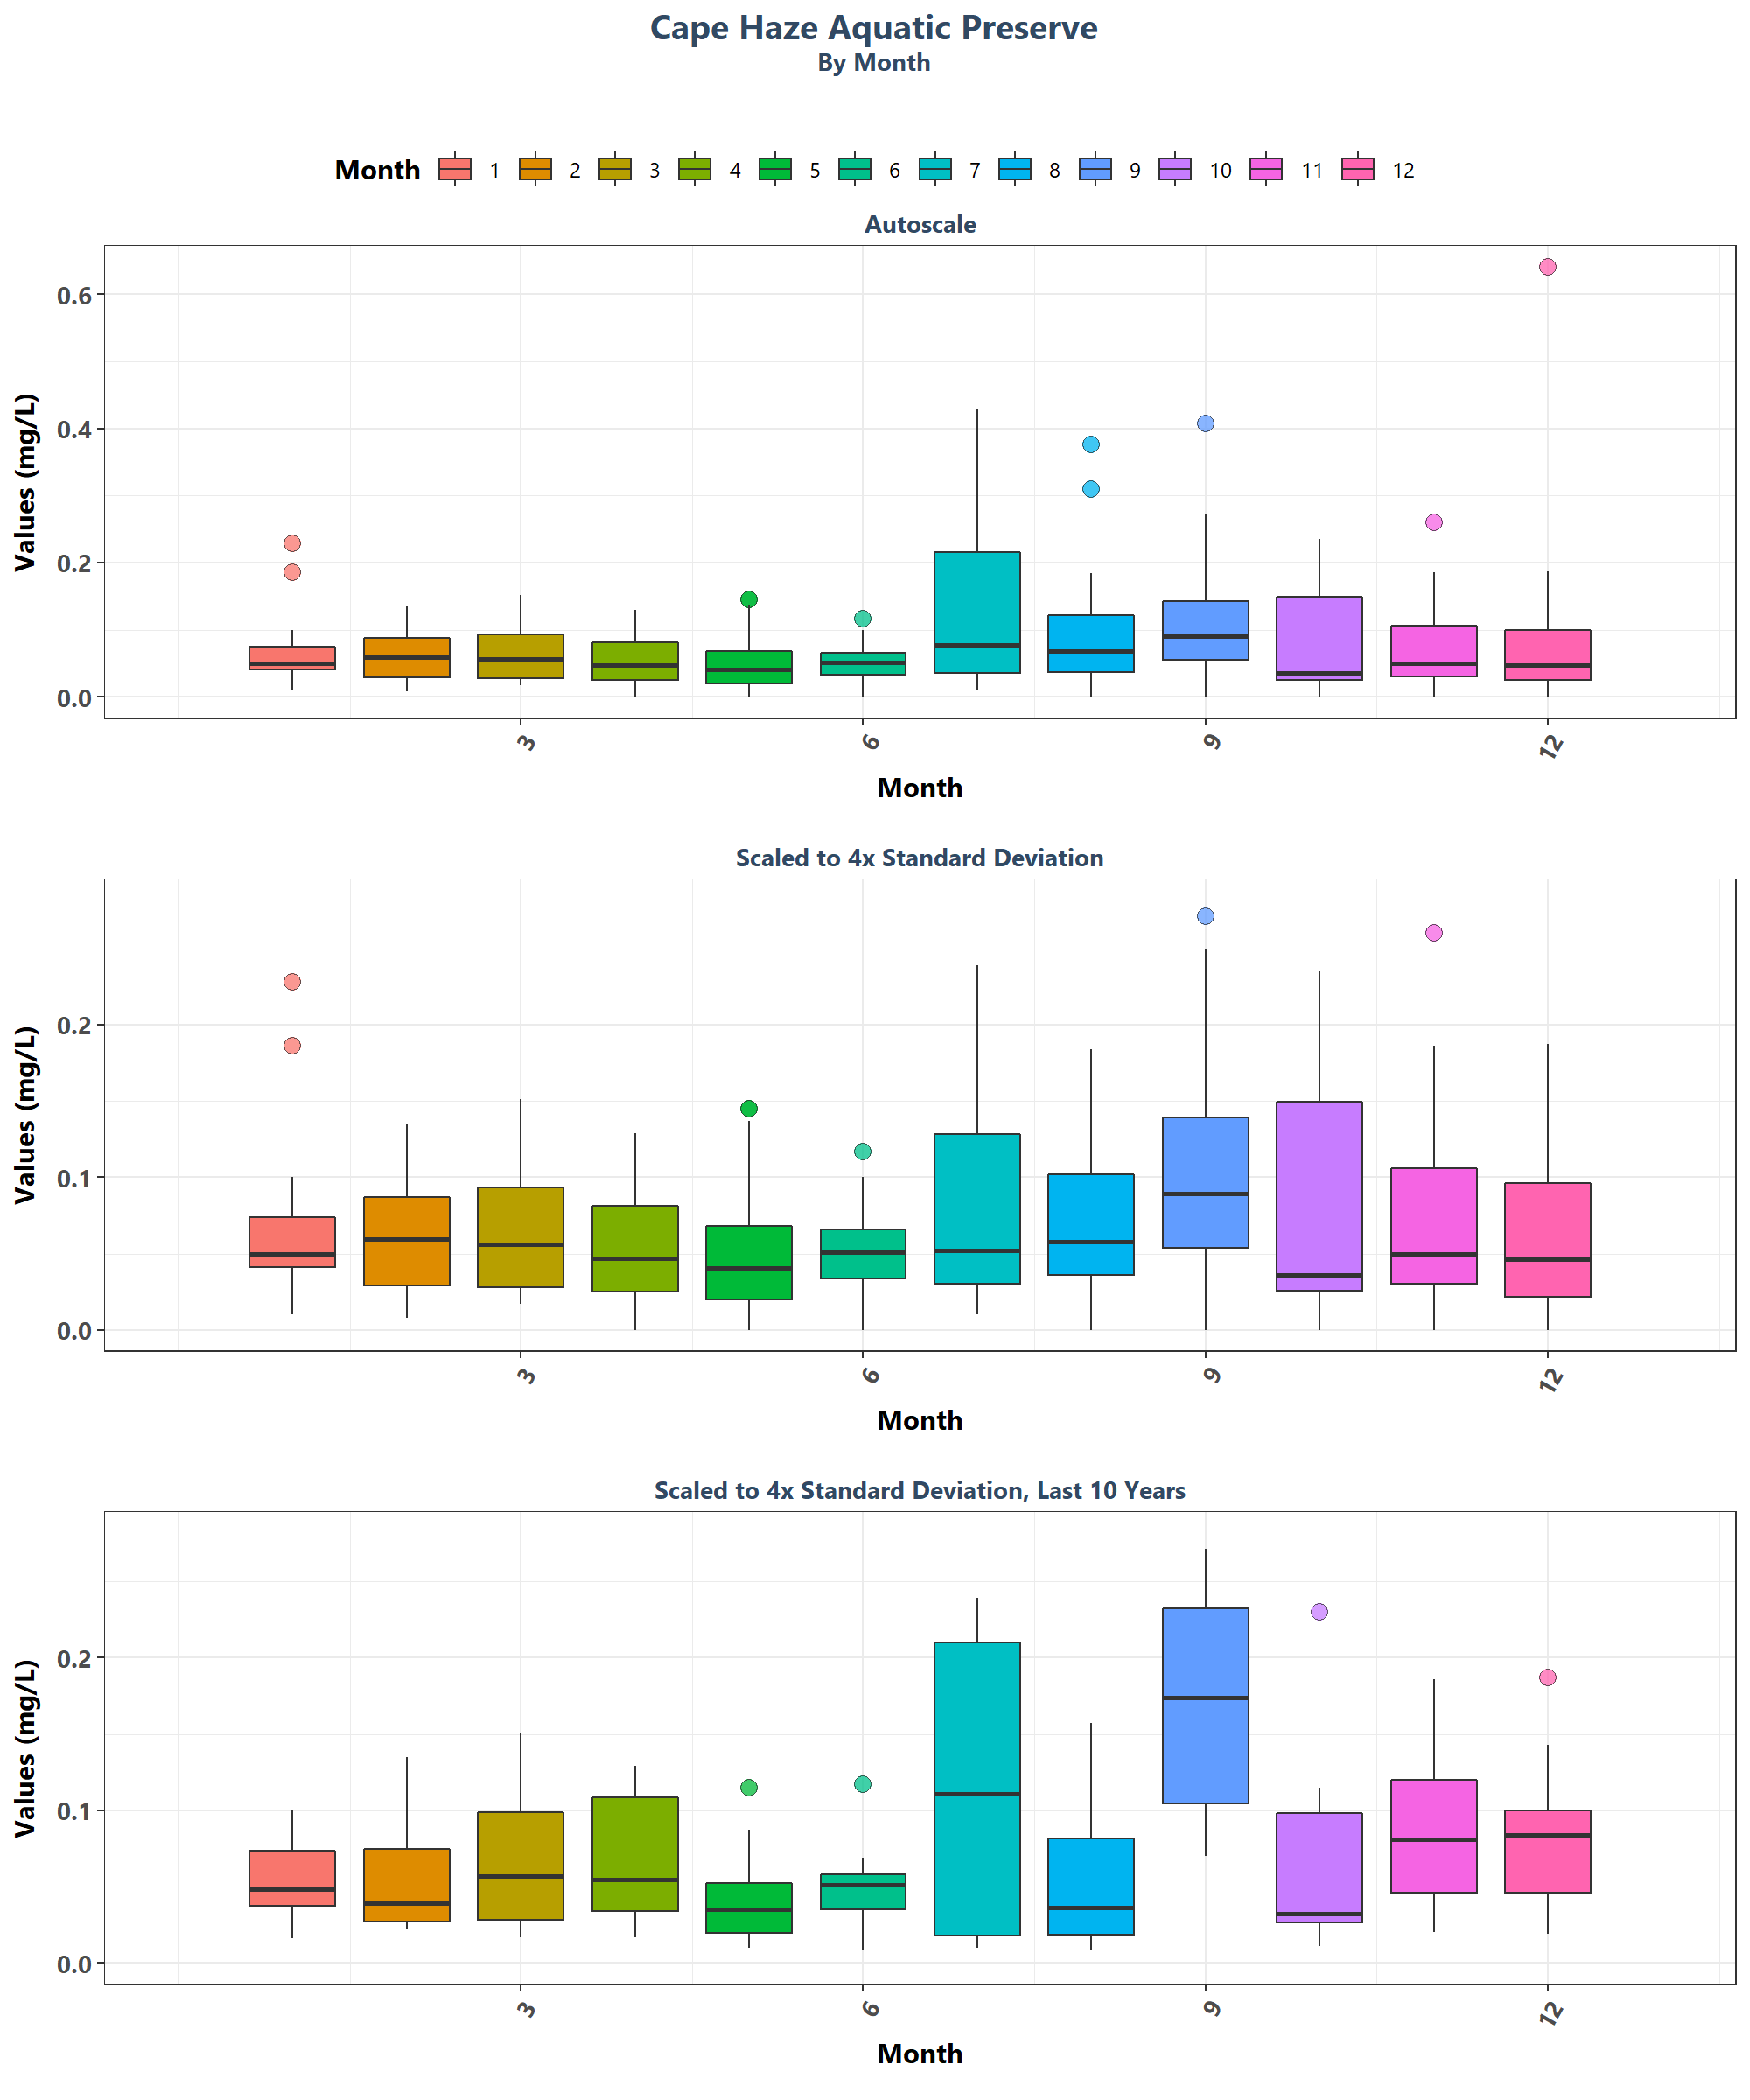 Cape Haze Aquatic Preserve
By Month
Month 1 2 3 4 5 6 7 8 9 10 11 12
Autoscale
Values (mg/L)
0.6
0.4
0.2
0.0
3 6 9 12
Month
Scaled to 4x Standard Deviation
Values (mg/L)
0.2
0.1
0.0
3 6 9 12
Month
Scaled to 4x Standard Deviation, Last 10 Years
Values (mg/L)
0.2
0.1
0.0
3 6 9 12
Month